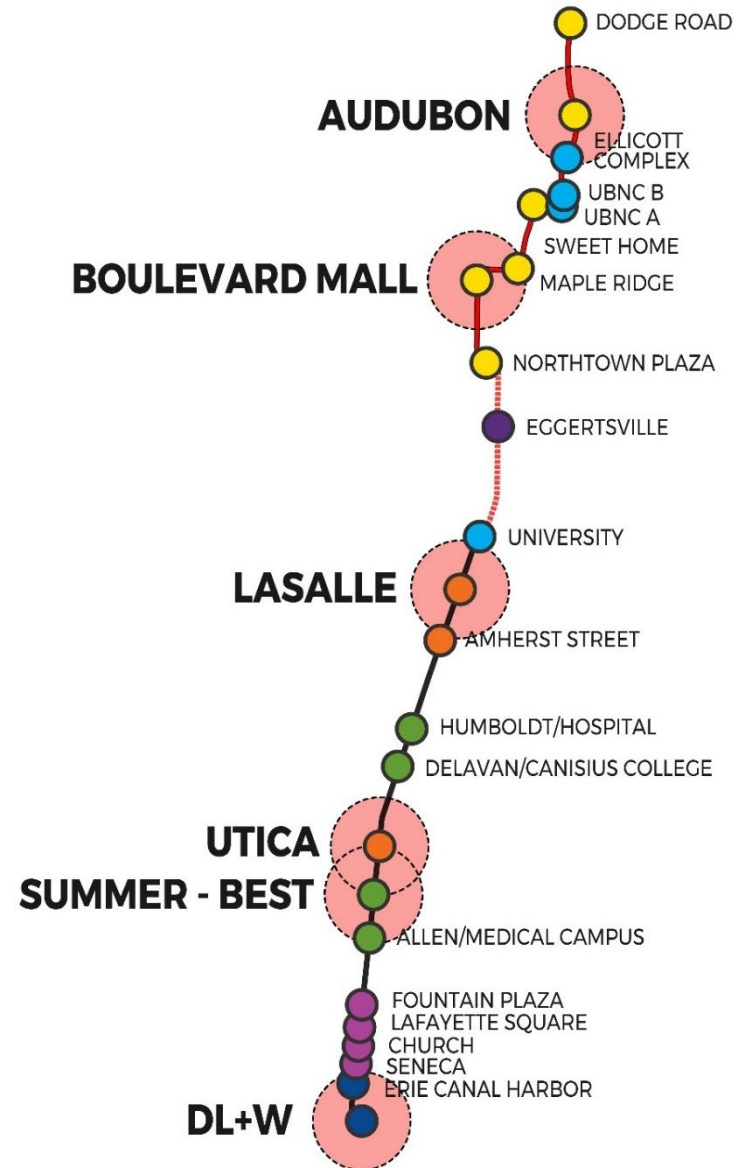 DODGE ROAD
AUDUBON
ELLICOTT
COMPLEX
UBNC B
UBNC A
SWEET HOME
BOULEVARD MALL
MAPLE RIDGE
NORTHTOWN PLAZA
EGGERTSVILLE
UNIVERSITY
LASALLE
AMHERST STREET
HUMBOLDT/HOSPITAL
DELAVAN/CANISIUS COLLEGE
UTICA
SUMMER - BEST
ALLEN/MEDICAL CAMPUS
FOUNTAIN PLAZA
LAFAYETTE SQUARE
CHURCH
SENECA
ERIE CANAL HARBOR
DL+W